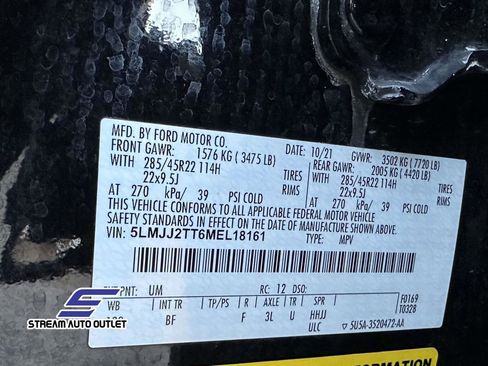 MFD. BY FORD MOTOR CO.
10/21 GVWR: 3502 KG (7720 LB)
FRONT GAWR: 1576 KG (3475 LB) REAR GAWR: 2005 KG (4420 LB)
WITH 285/45R22 114H TIRES WITH 285/45R22 114H TIRES
22x9.5J RIMS 22x9.5J RIMS
AT 270 kPa/ 39 PSI COLD AT 270 kPa/ 39 PSI COLD
THIS VEHICLE CONFORMS TO ALL APPLICABLE FEDERAL MOTOR VEHICLE
SAFETY STANDARDS IN EFFECT ON THE DATE OF MANUFACTURE SHOWN ABOVE.
VIN: 5LMJJ2TT6MEL18161 TYPE: MPV
UM RC: 12 DSO:
WB INT TR TP/PS R AXLE TR SPR F0169
BF F 3L U HHJJ T0328
ULC 5U5A-3520472-AA
STREAM AUTO OUTLET
INFORMATION